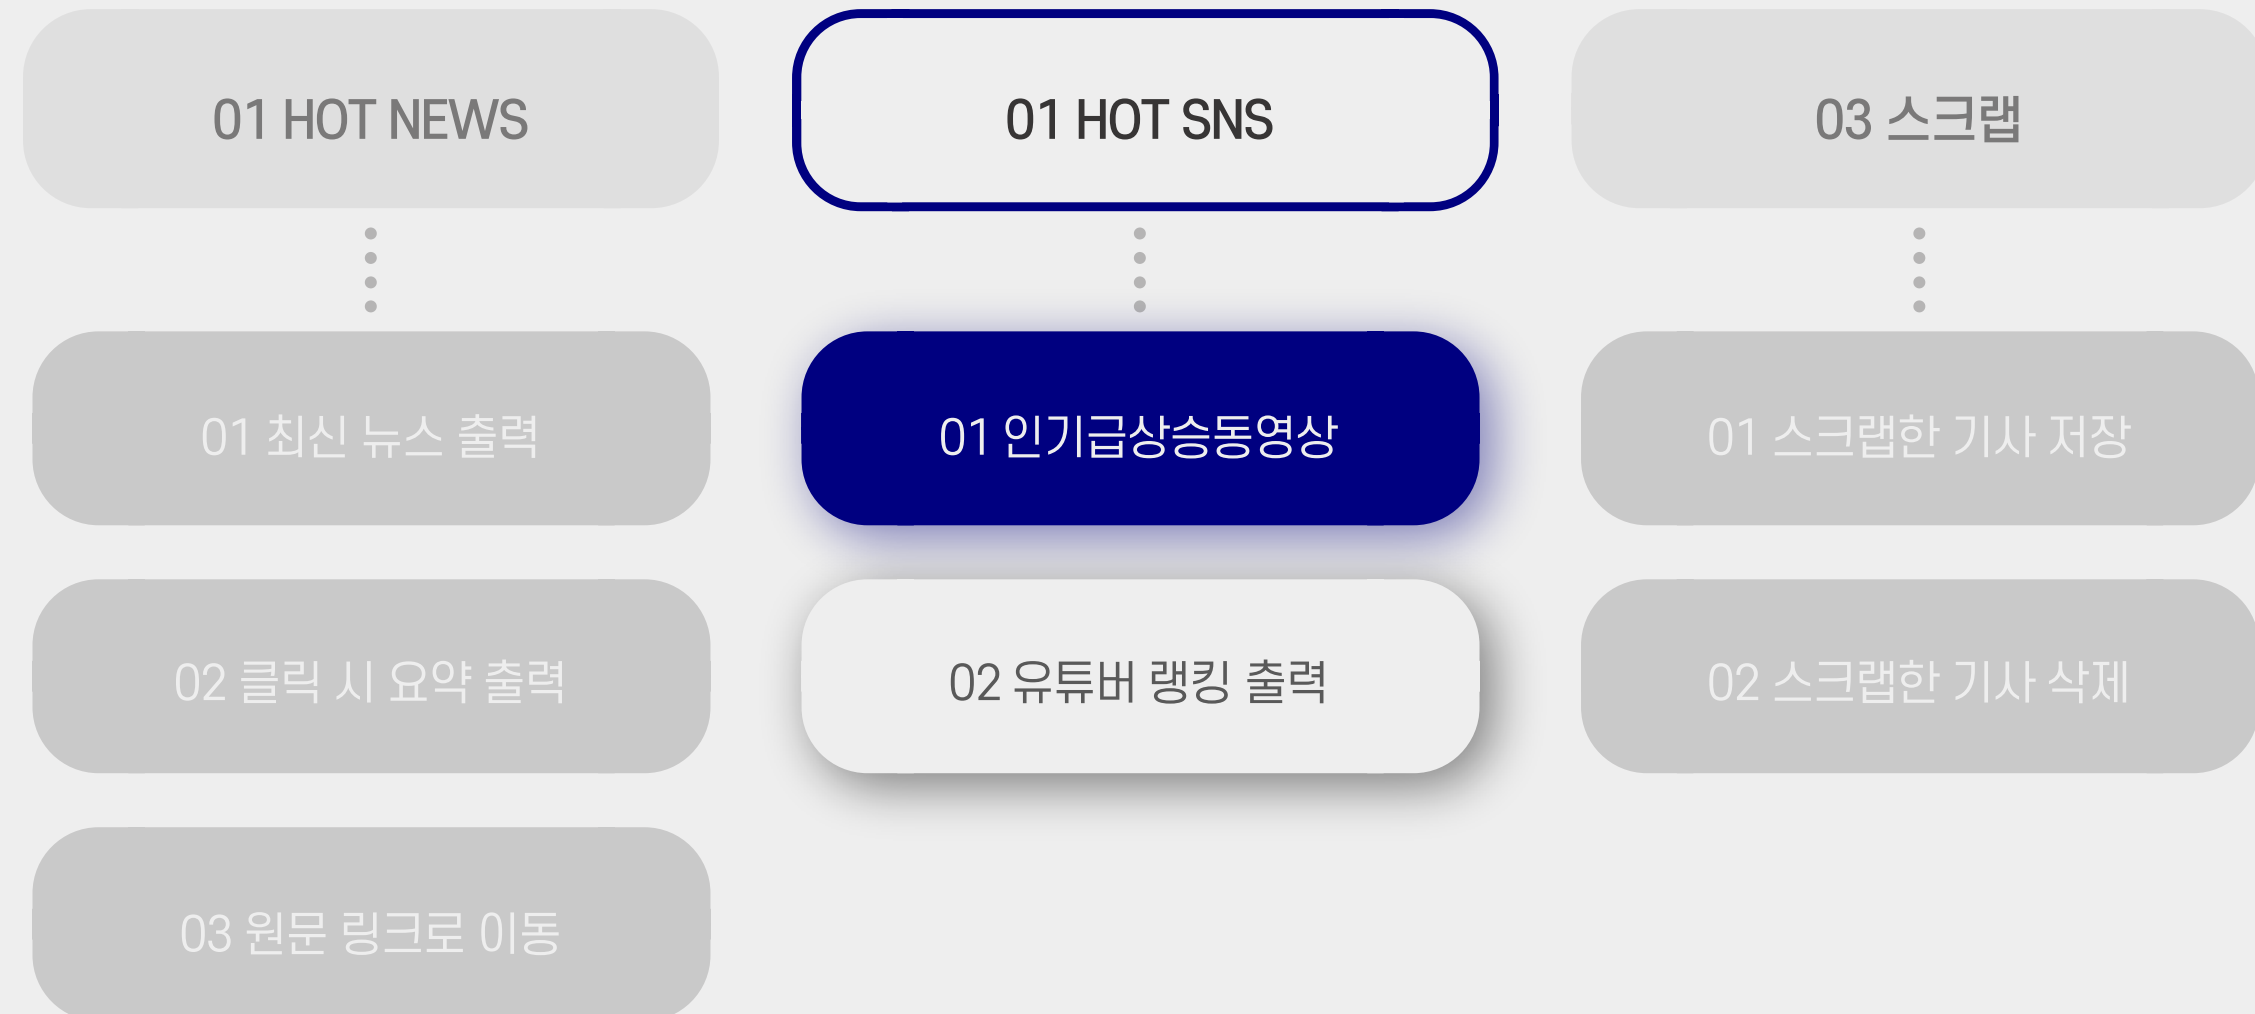 01 HOT NEWS
01 최신 뉴스 출력
02 클릭 시 요약 출력
03 원문 링크로 이동
01 HOT SNS
01 인기급상승동영상
02 유튜버 랭킹 출력
03 스크랩
01 스크랩한 기사 저장
02 스크랩한 기사 삭제